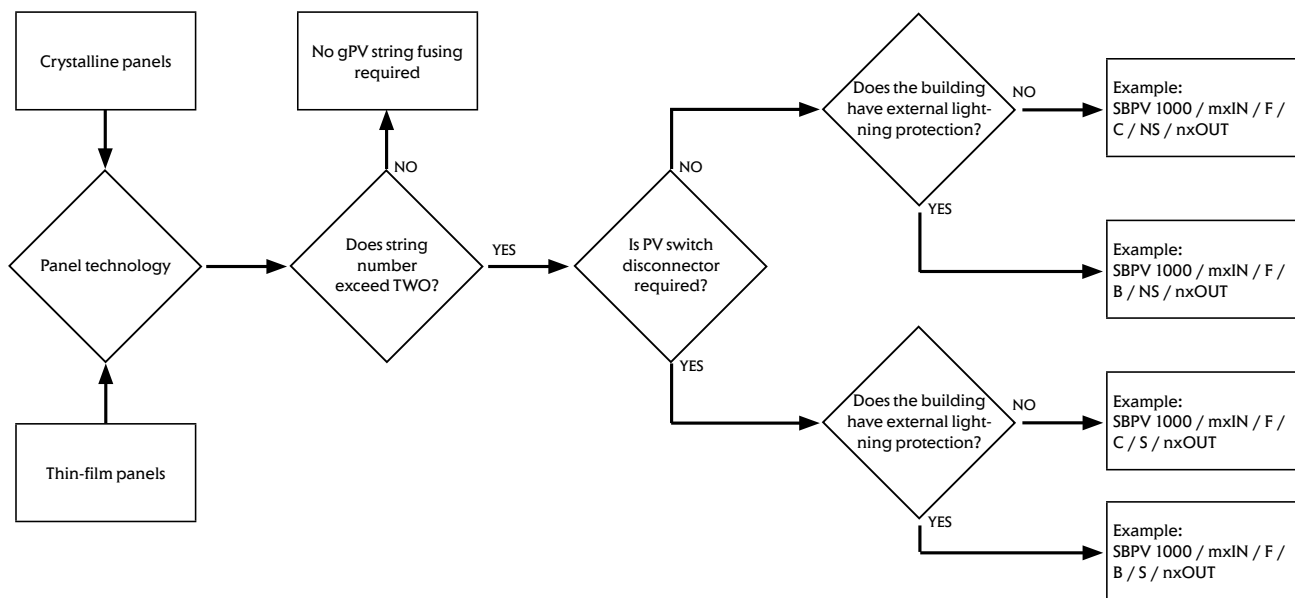 Crystalline panels
Panel technology
Thin-film panels
No gPV string fusing
required
NO
Does string
number
exceed TWO?
YES
Is PV switch
disconnector
required?
NO
YES
Does the building
have external light-
ning protection?
NO
YES
Example:
SBPV 1000 / mxIN / F /
C / NS / nxOUT
Example:
SBPV 1000 / mxIN / F /
B / NS / nxOUT
Does the building
have external light-
ning protection?
NO
YES
Example:
SBPV 1000 / mxIN / F /
C / S / nxOUT
Example:
SBPV 1000 / mxIN / F /
B / S / nxOUT